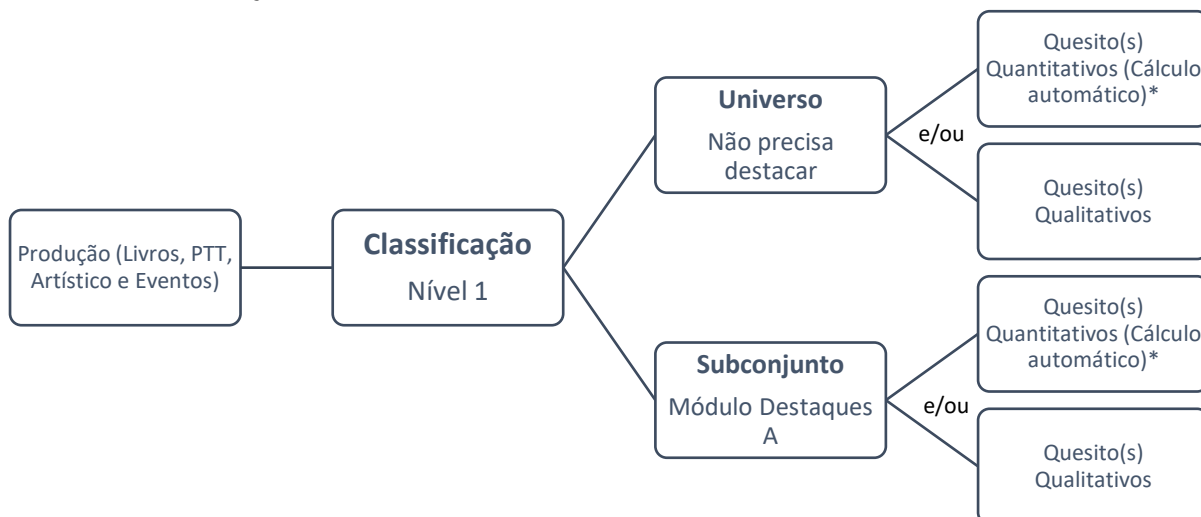 Produção (Livros, PTT,
Artístico e Eventos)
Classificação
Nível 1
Universo
Não precisa
destacar
e/ou
Quesito(s)
Quantitativos (Cálculo
automático)*
Quesito(s)
Qualitativos
Subconjunto
Módulo Destaques
A
e/ou
Quesito(s)
Quantitativos (Cálculo
automático)*
Quesito(s)
Qualitativos